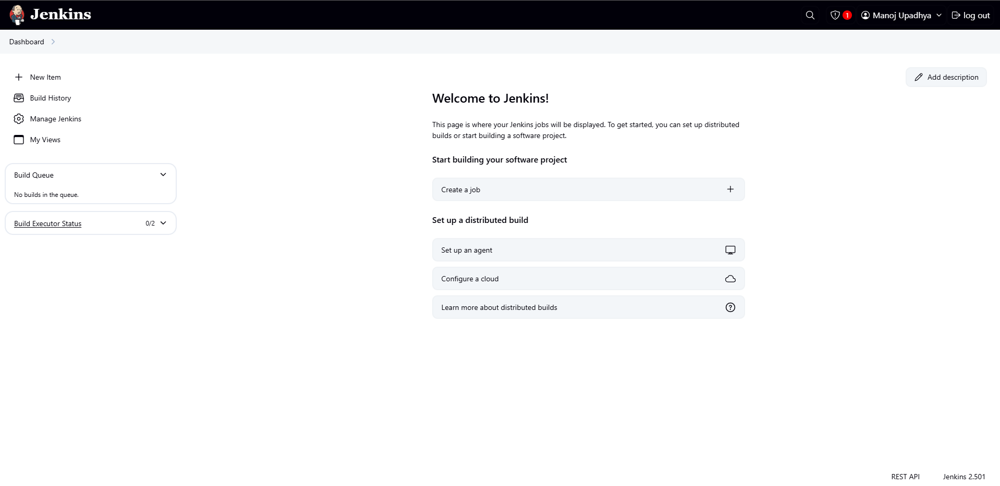 Jenkins
1
Manoj Upadhya
log out
Dashboard
New Item
Build History
Manage Jenkins
My Views
Build Queue
No builds in the queue.
Build Executor Status
0/2
Add description
Welcome to Jenkins!
This page is where your Jenkins jobs will be displayed. To get started, you can set up distributed
builds or start building a software project.
Start building your software project
Create a job
Set up a distributed build
Set up an agent
Configure a cloud
Learn more about distributed builds
REST API
Jenkins 2.501